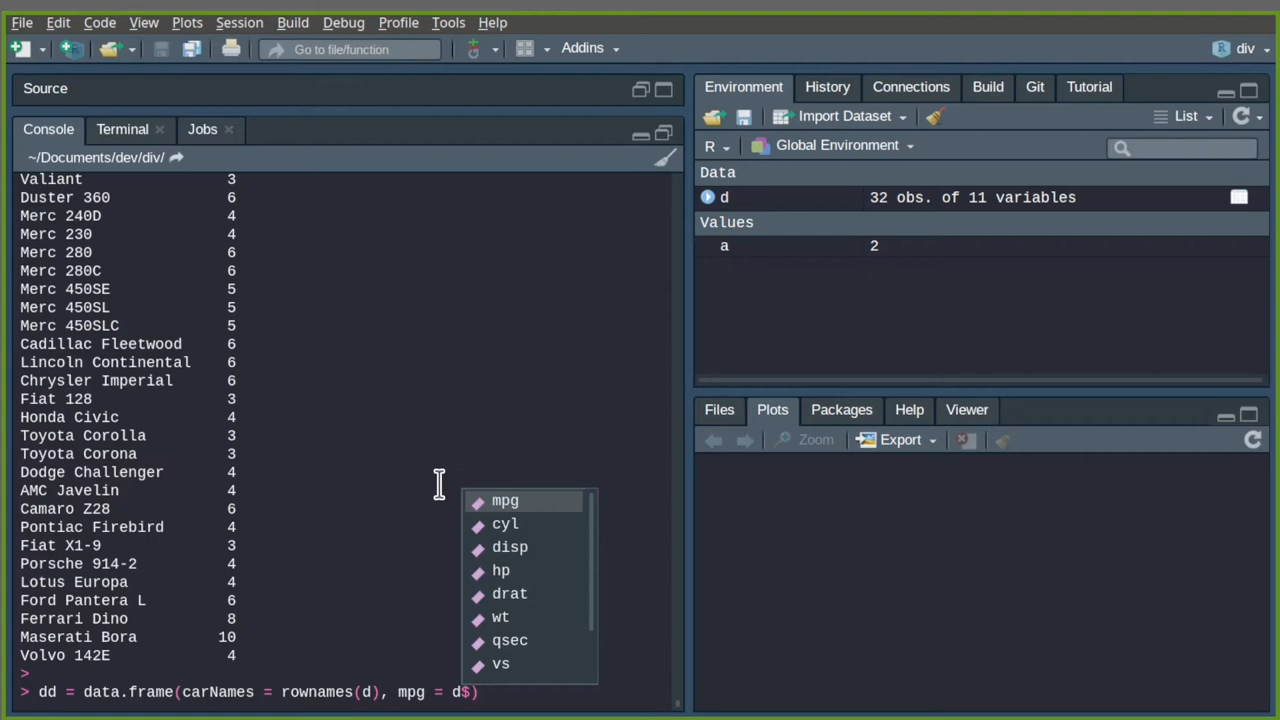 File Edit Code View Plots Session Build Debug Profile Tools Help
Go to file/function Addins div
Source
Console Terminal Jobs
~/Documents/dev/div/
Valiant 3
Duster 360 6
Merc 240D 4
Merc 230 4
Merc 280 6
Merc 280C 6
Merc 450SE 5
Merc 450SL 5
Merc 450SLC 5
Cadillac Fleetwood 6
Lincoln Continental 6
Chrysler Imperial 6
Fiat 128 3
Honda Civic 4
Toyota Corolla 3
Toyota Corona 3
Dodge Challenger 4
AMC Javelin 4
Camaro Z28 6
Pontiac Firebird 4
Fiat X1-9 3
Porsche 914-2 4
Lotus Europa 4
Ford Pantera L 6
Ferrari Dino 8
Maserati Bora 10
Volvo 142E 4
>
> dd = data.frame(carNames = rownames(d), mpg = d$)
mpg
cyl
disp
hp
drat
wt
qsec
vs
Environment History Connections Build Git Tutorial
Import Dataset List
R Global Environment
Data
d 32 obs. of 11 variables
Values
a 2
Files Plots Packages Help Viewer
Zoom Export